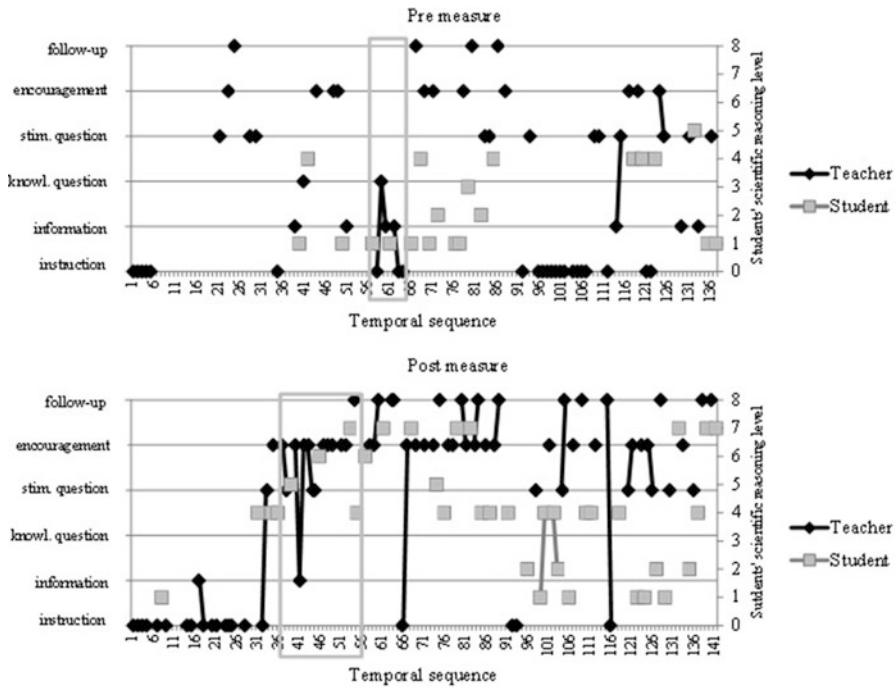 Pre measure
follow-up
encouragement
stim. question
knowl. question
information
instruction
8
7
6
5
4
3
2
1
0
Students' scientific reasoning level
1 6 11 16 21 26 31 36 41 46 51 56 61 66 71 76 81 86 91 96 101 106 111 116 121 126 131 136
Temporal sequence
Teacher
Student
Post measure
follow-up
encouragement
stim. question
knowl. question
information
instruction
8
7
6
5
4
3
2
1
0
Sutdents' scientific reasoning level
1 6 11 16 21 26 31 36 41 46 51 56 61 66 71 76 81 86 91 96 101 106 111 116 121 126 131 136 141
Temporal sequence
Teacher
Student